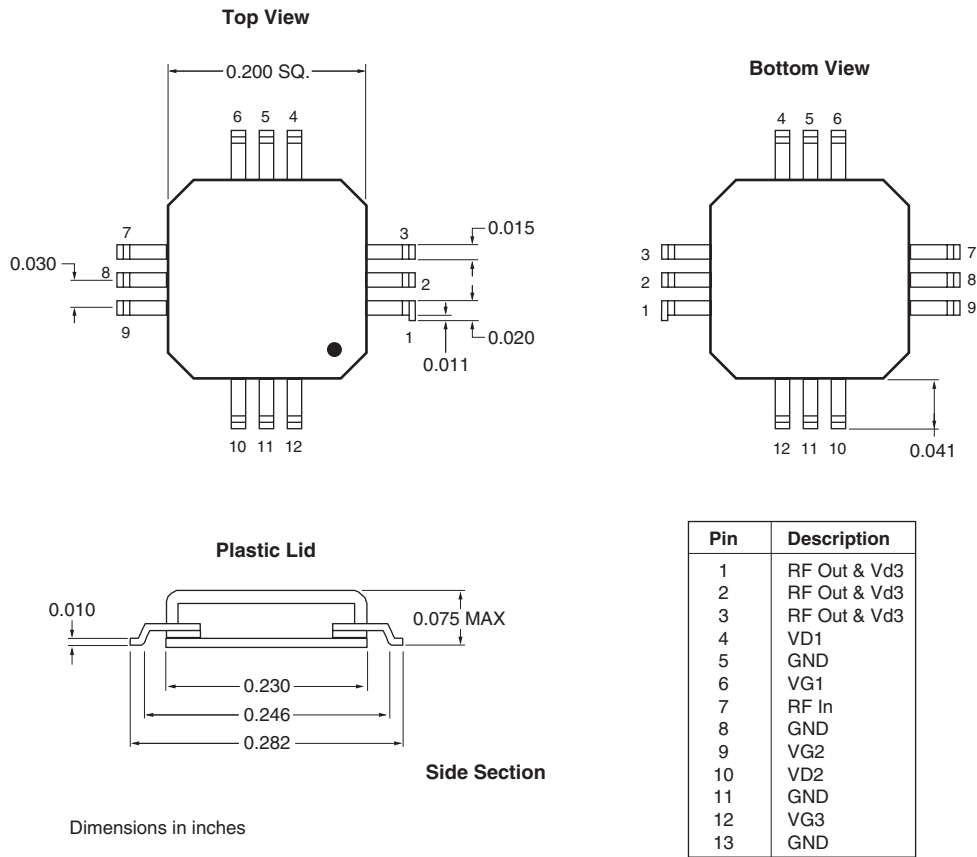 Top View
0.200 SQ.
6 5 4
7
8
9
3
2
1
0.030
0.015
0.020
0.011
10 11 12
Bottom View
4 5 6
3
2
1
7
8
9
12 11 10
0.041
Plastic Lid
0.010
0.075 MAX
0.230
0.246
0.282
Side Section
Dimensions in inches
Pin Description
1 RF Out & Vd3
2 RF Out & Vd3
3 RF Out & Vd3
4 VD1
5 GND
6 VG1
7 RF In
8 GND
9 VG2
10 VD2
11 GND
12 VG3
13 GND